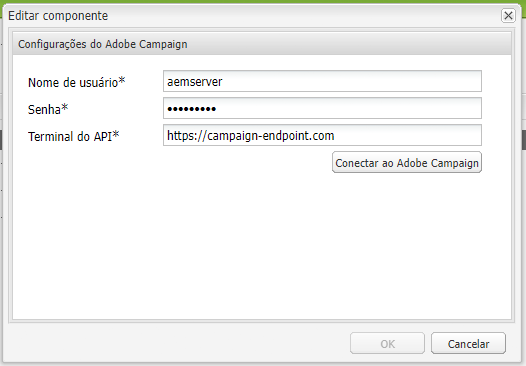 Editar componente
Configurações do Adobe Campaign
Nome de usuário* aemserver
Senha* •••••••••
Terminal do API* https://campaign-endpoint.com
Conectar ao Adobe Campaign
OK Cancelar